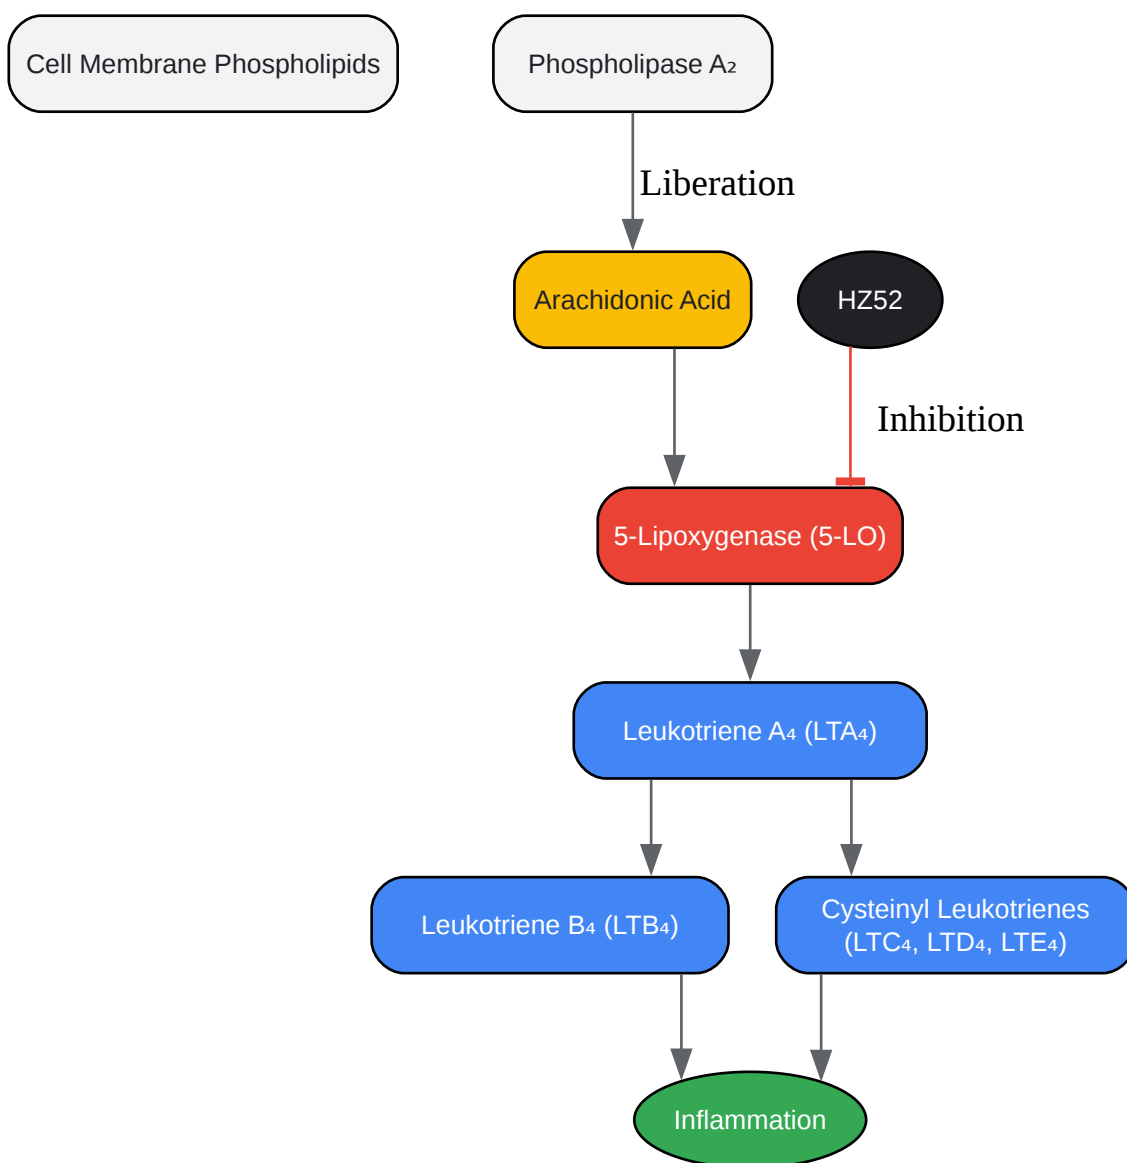 Cell Membrane Phospholipids
Phospholipase A₂
Liberation
Arachidonic Acid
HZ52
Inhibition
5-Lipoxygenase (5-LO)
Leukotriene A₄ (LTA₄)
Leukotriene B₄ (LTB₄)
Cysteinyl Leukotrienes
(LTC₄, LTD₄, LTE₄)
Inflammation